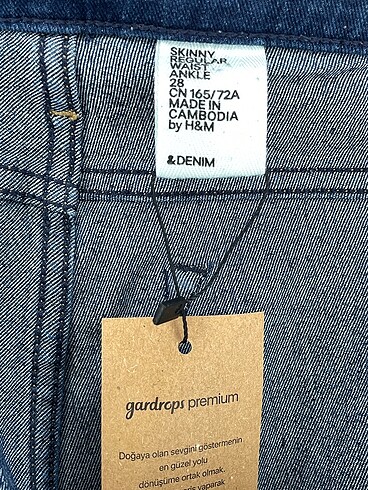 SKINNY
REGULAR
WAIST
ANKLE
28
CN 165/72A
MADE IN
CAMBODIA
by H&M
&DENIM
gardrops premium
Doğaya olan sevgini göstermenin
en güzel yolu
dönüşüme ortak olmak.
yaparak